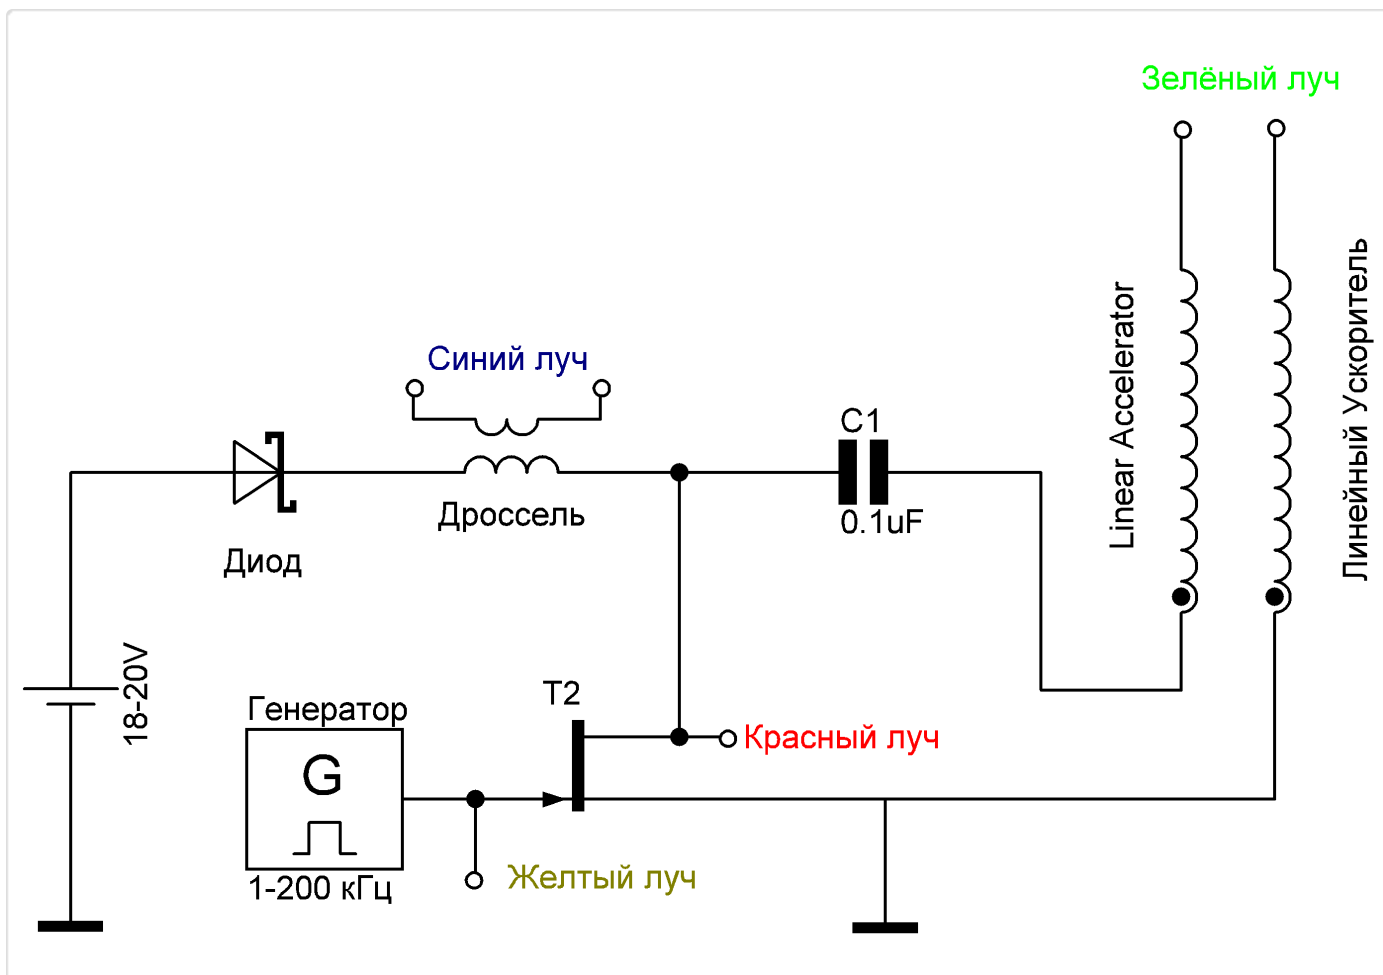 Зелёный луч
Linear Accelerator
Линейный Ускоритель
Синий луч
C1
0.1uF
Дроссель
Диод
18-20V
T2
Генератор
G
1-200 кГц
Красный луч
Желтый луч